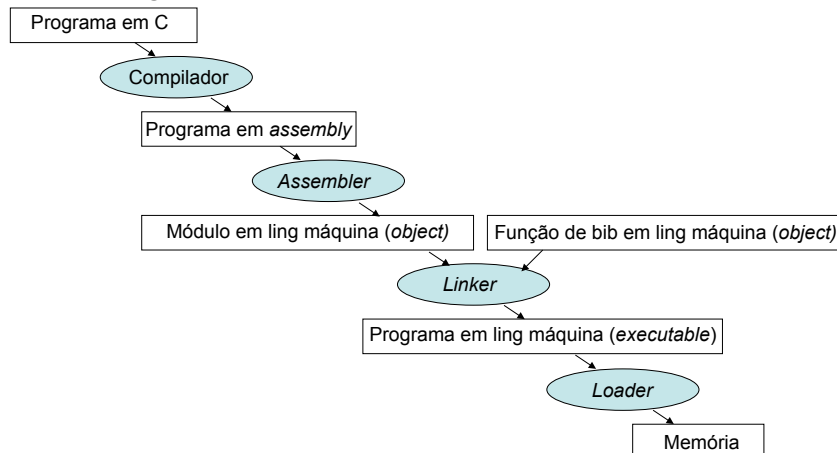 Programa em C
Compilador
Programa em assembly
Assembler
Módulo em ling máquina (object)
Função de bib em ling máquina (object)
Linker
Programa em ling máquina (executable)
Loader
Memória